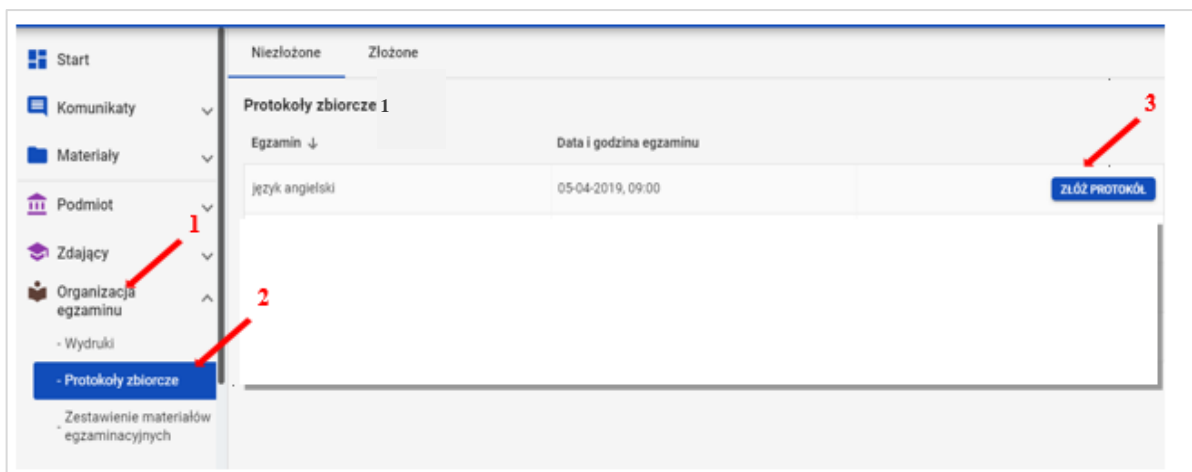 Start
Komunikaty
Materiały
Podmiot
1
Zdający
Organizacja
egzaminu
- Wydruki
2
- Protokoły zbiorcze
- Zestawienie materiałów
egzaminacyjnych
Niezłożone Złożone
Protokoły zbiorcze 1
3
Egzamin ↓ Data i godzina egzaminu
język angielski 05-04-2019, 09:00 ZŁÓŻ PROTOKÓŁ